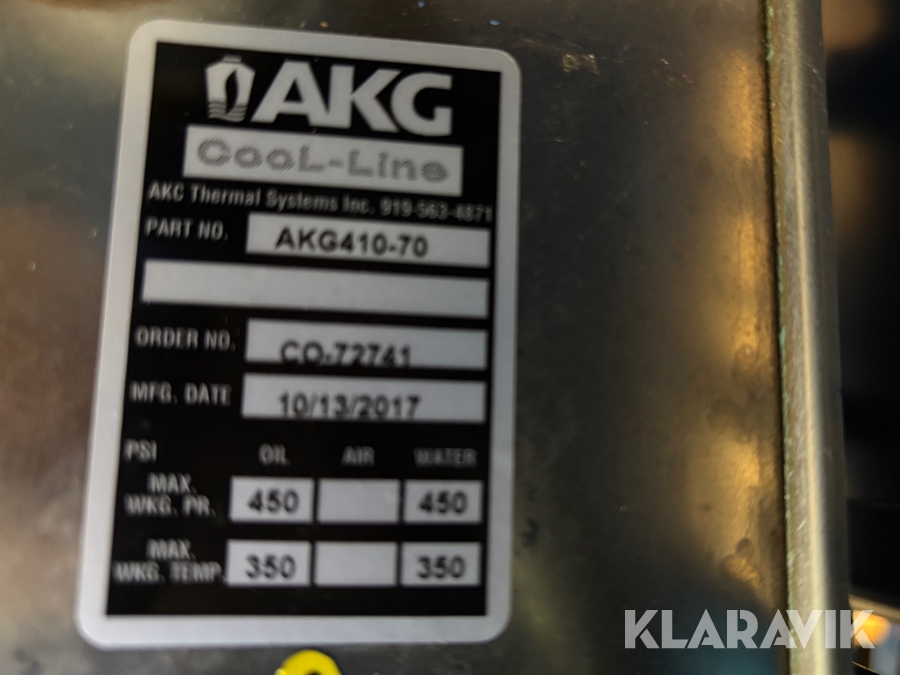 AKG
Cool-Line
AKG Thermal Systems Inc. 919-563-4871
PART NO. AKG410-70
ORDER NO. CO-72741
MFG. DATE 10/13/2017
PSI OIL AIR WATER
MAX.
WKG. PR. 450 450
MAX.
WKG. TEMP. 350 350
KLARAVIK